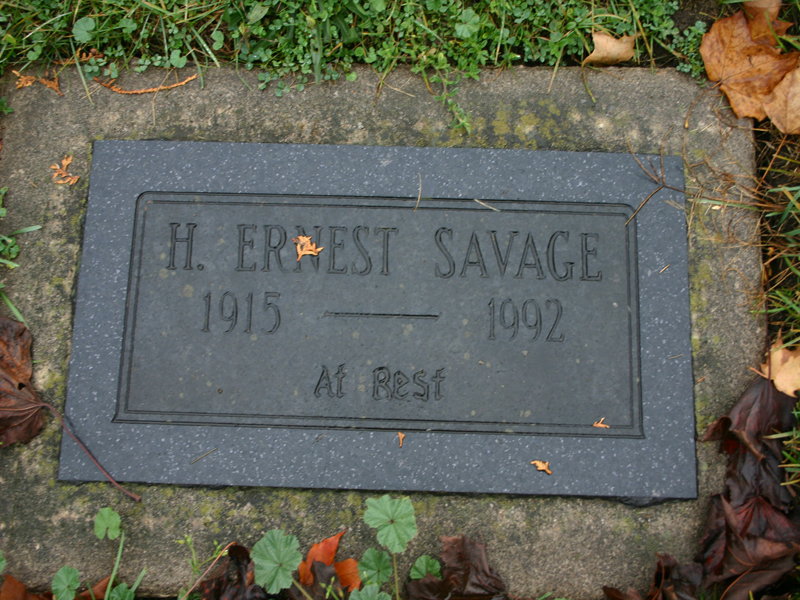 H. ERNEST SAVAGE
1915 — 1992
At Rest